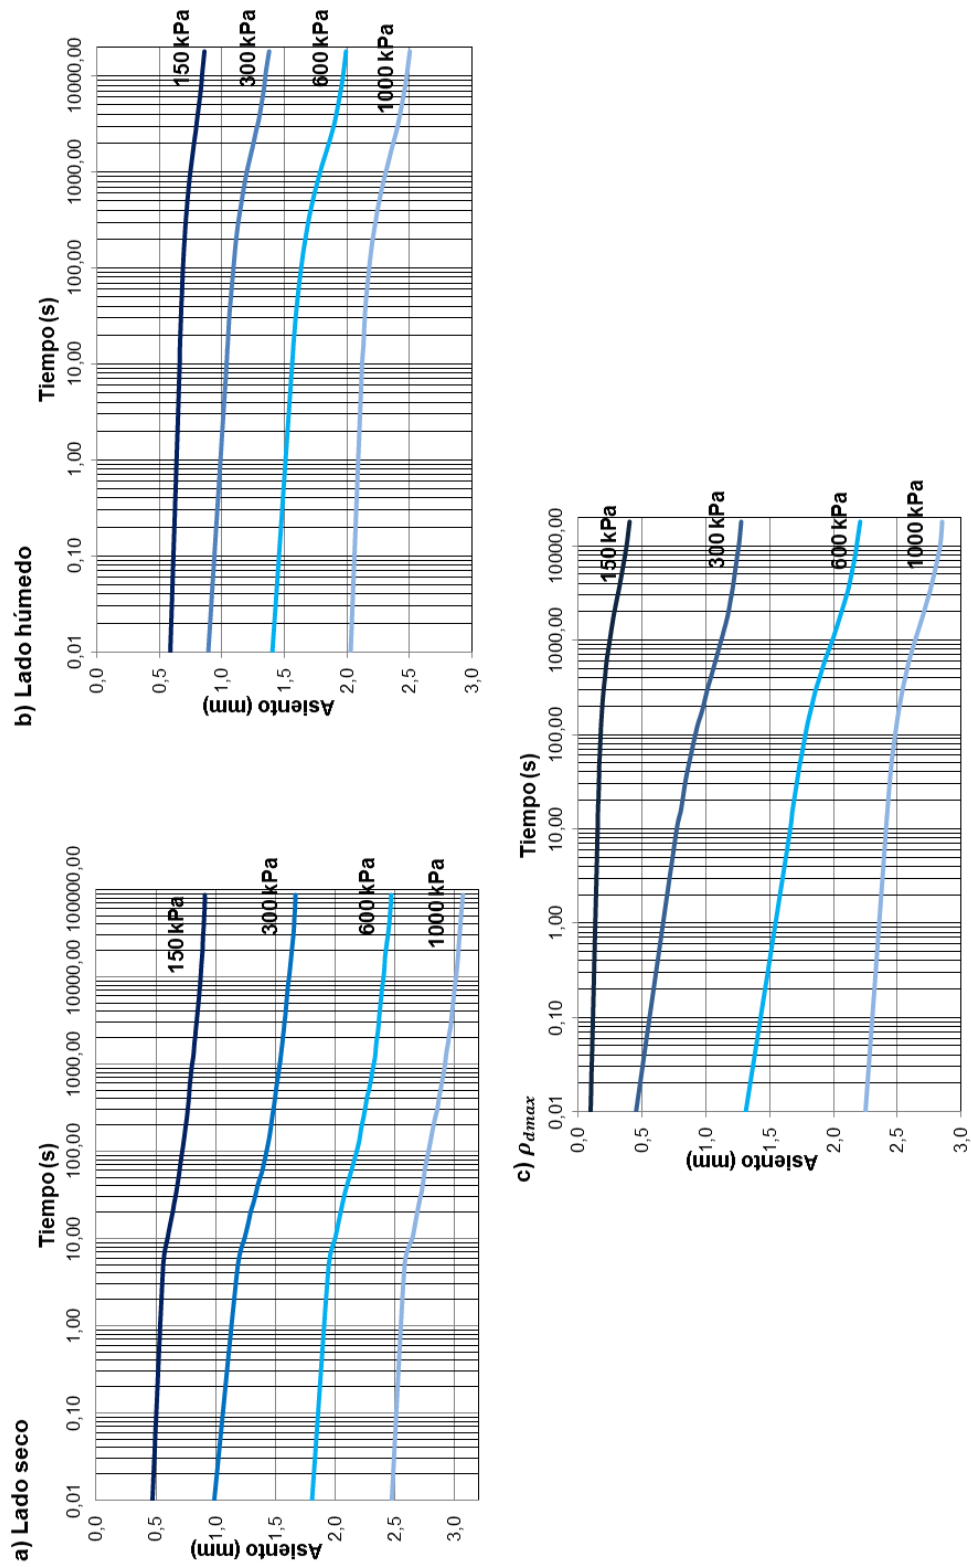 a) Lado seco
Tiempo (s)
0,01 0,10 1,00 10,00 100,00 1000,00 10000,00 100000,00
0,0
0,5
1,0
1,5
2,0
2,5
3,0
Asiento (mm)
150 kPa
300 kPa
600 kPa
1000 kPa
b) Lado húmedo
Tiempo (s)
0,01 0,10 1,00 10,00 100,00 1000,00 10000,00
0,0
0,5
1,0
1,5
2,0
2,5
3,0
Asiento (mm)
150 kPa
300 kPa
600 kPa
1000 kPa
c) ρdmax
Tiempo (s)
0,01 0,10 1,00 10,00 100,00 1000,00 10000,00
0,0
0,5
1,0
1,5
2,0
2,5
3,0
Asiento (mm)
150 kPa
300 kPa
600 kPa
1000 kPa